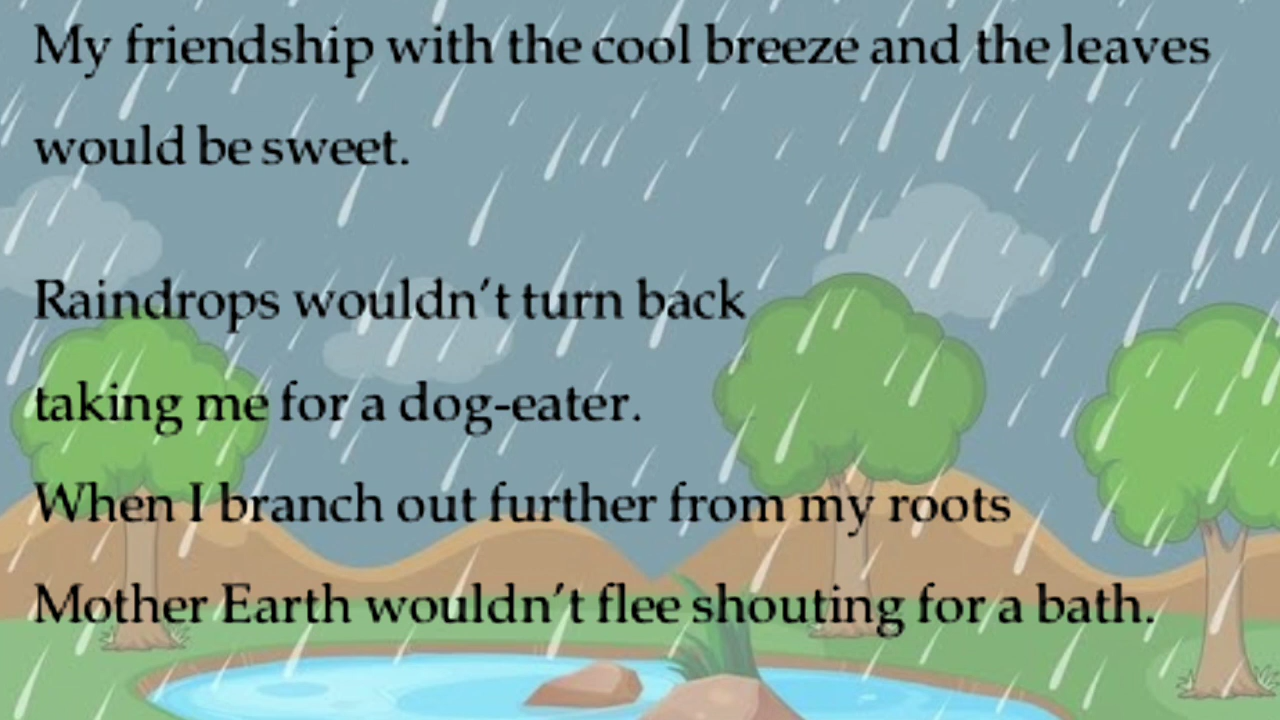 My friendship with the cool breeze and the leaves
would be sweet.
Raindrops wouldn't turn back
taking me for a dog-eater.
When I branch out further from my roots
Mother Earth wouldn't flee shouting for a bath.